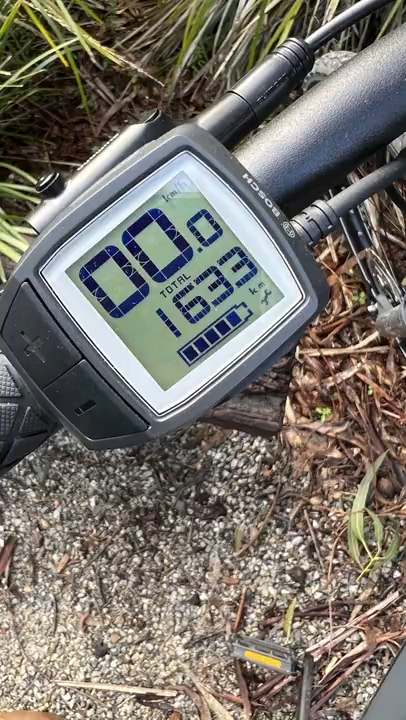 BOSCH
km/h
00.0
TOTAL
1633
km
+
-